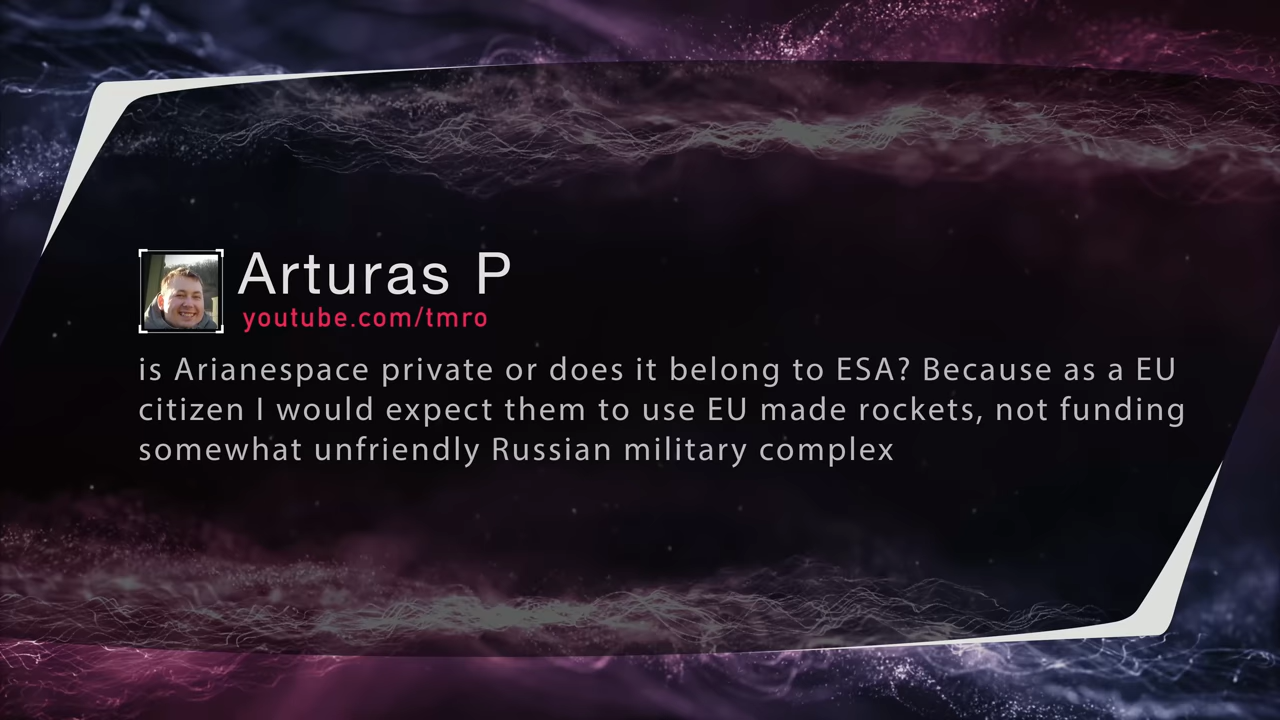 Arturas P
youtube.com/tmro
is Arianespace private or does it belong to ESA? Because as a EU
citizen I would expect them to use EU made rockets, not funding
somewhat unfriendly Russian military complex